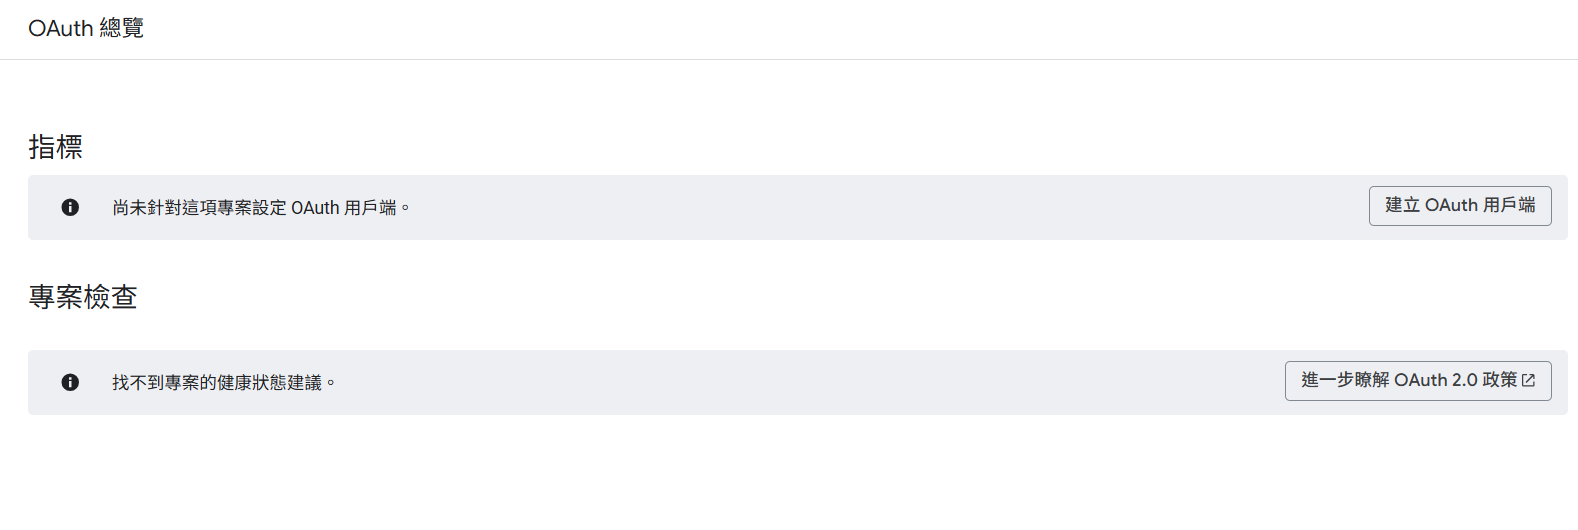 OAuth 總覽
指標
尚未針對這項專案設定 OAuth 用戶端。
建立 OAuth 用戶端
專案檢查
找不到專案的健康狀態建議。
進一步瞭解 OAuth 2.0 政策